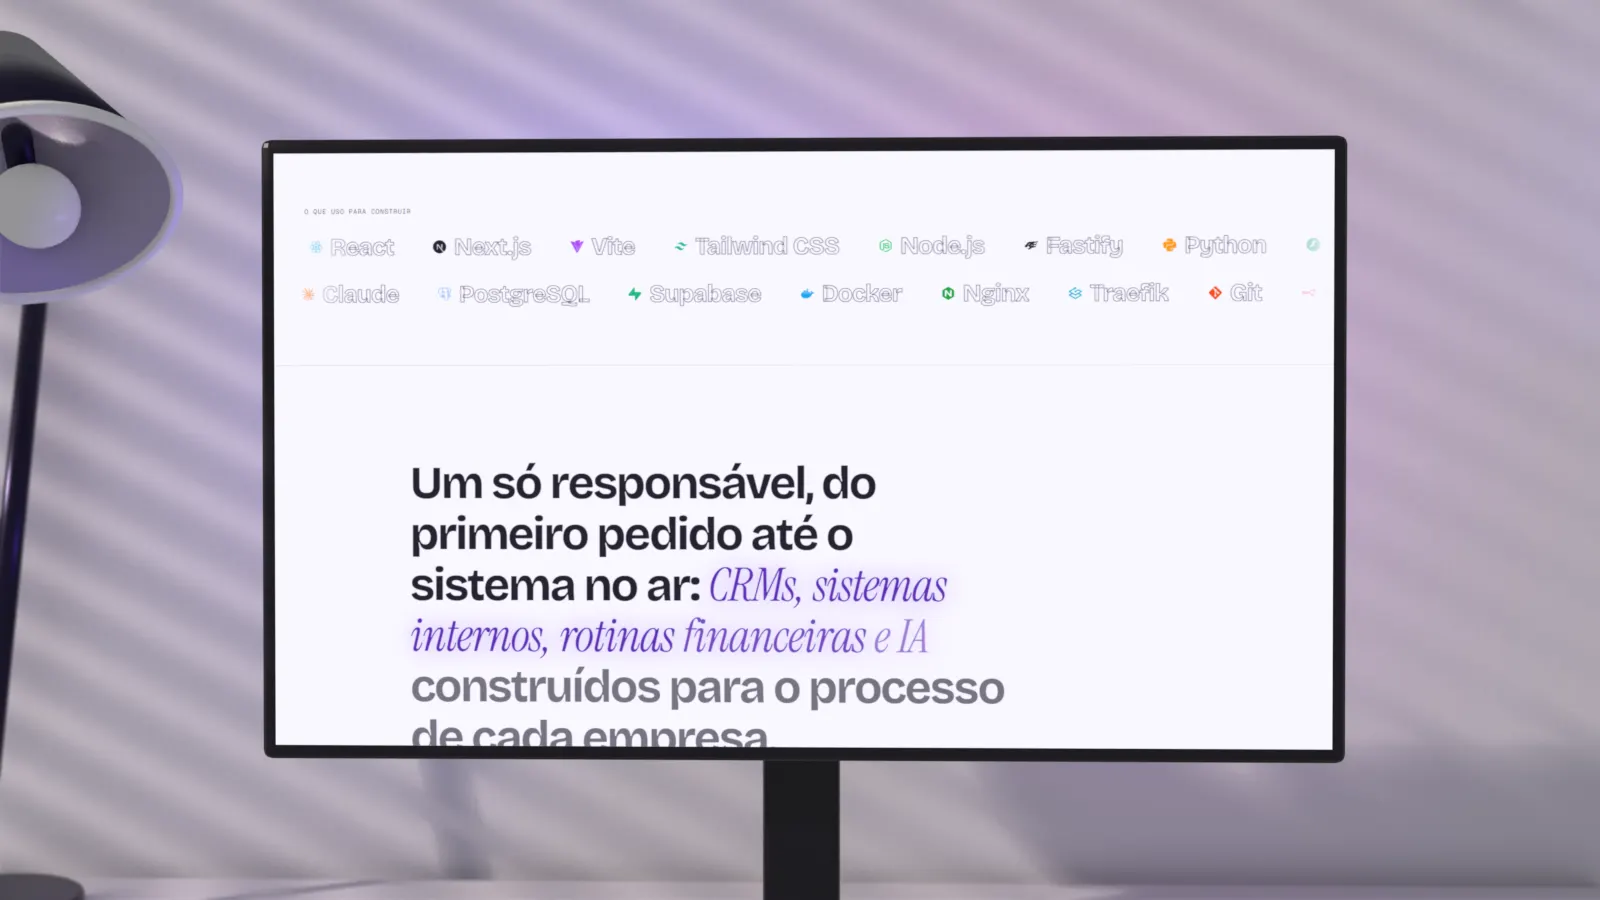 O QUE USO PARA CONSTRUIR
React Next.js Vite Tailwind CSS Node.js Fastify Python
Claude PostgreSQL Supabase Docker Nginx Traefik Git
Um só responsável, do
primeiro pedido até o
sistema no ar: CRMs, sistemas
internos, rotinas financeiras e IA
construídos para o processo
de cada empresa.